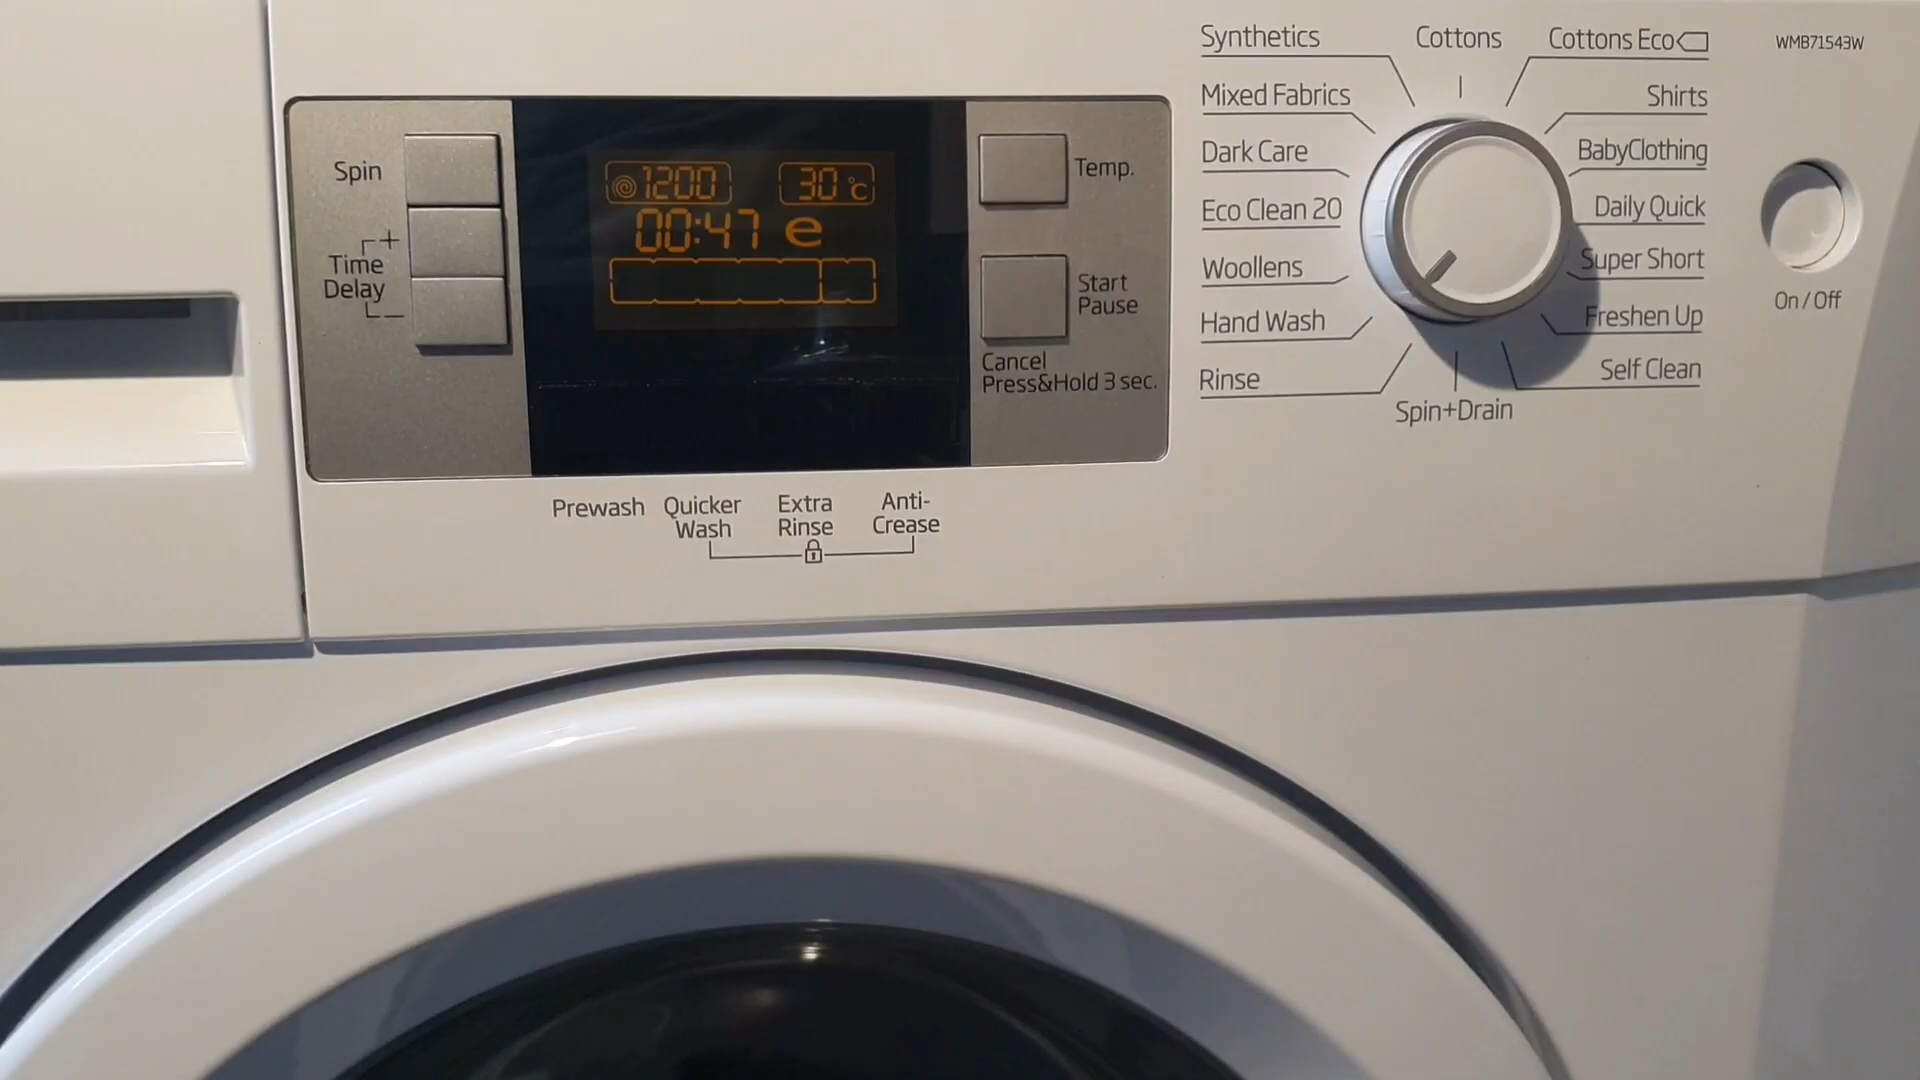 Spin
+
Time
Delay
-
1200
30 °C
00:47 e
Temp.
Start
Pause
Cancel
Press&Hold 3 sec.
Prewash
Quicker
Wash
Extra
Rinse
Anti-
Crease
Synthetics
Mixed Fabrics
Dark Care
Eco Clean 20
Woollens
Hand Wash
Rinse
Cottons
Spin+Drain
Cottons Eco
Shirts
BabyClothing
Daily Quick
Super Short
Freshen Up
Self Clean
WMB71543W
On / Off